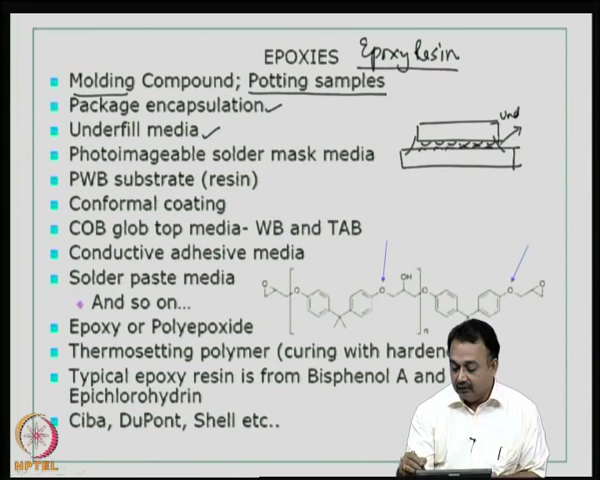 EPOXIES Epoxy Resin
Molding Compound; Potting samples
Package encapsulation
Underfill media
Und
Photoimageable solder mask media
PWB substrate (resin)
Conformal coating
COB glob top media- WB and TAB
Conductive adhesive media
Solder paste media
And so on...
O O O OH O O O
n
Epoxy or Polyepoxide
Thermosetting polymer (curing with harden
Typical epoxy resin is from Bisphenol A and
Epichlorohydrin
Ciba, DuPont, Shell etc..
NPTEL